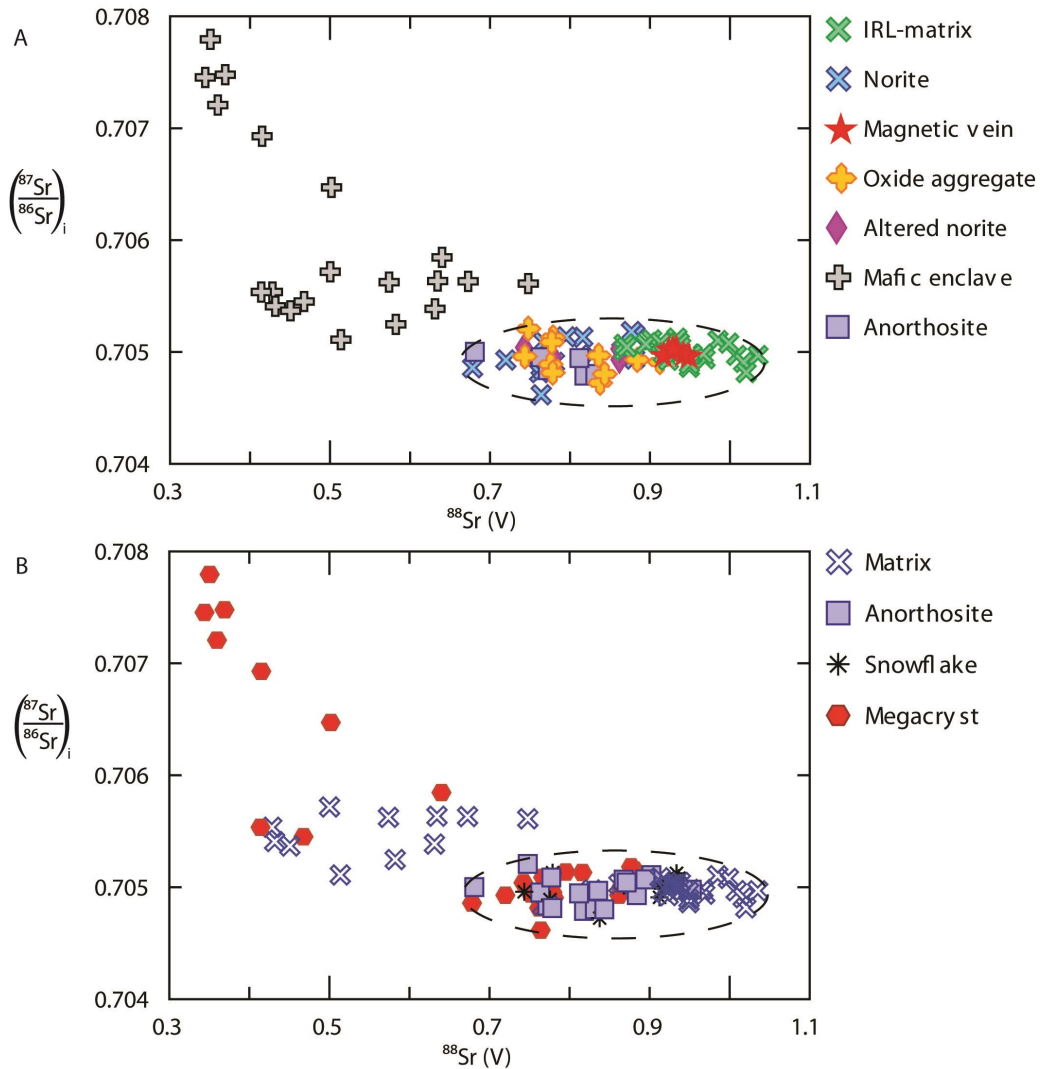 A
0.708
0.707
0.706
0.705
0.704
(87Sr
86Sr)i
0.3 0.5 0.7 0.9 1.1
88Sr (V)
IRL-matrix
Norite
Magnetic vein
Oxide aggregate
Altered norite
Mafic enclave
Anorthosite
B
0.708
0.707
0.706
0.705
0.704
(87Sr
86Sr)i
0.3 0.5 0.7 0.9 1.1
88Sr (V)
Matrix
Anorthosite
Snowflake
Megacryst